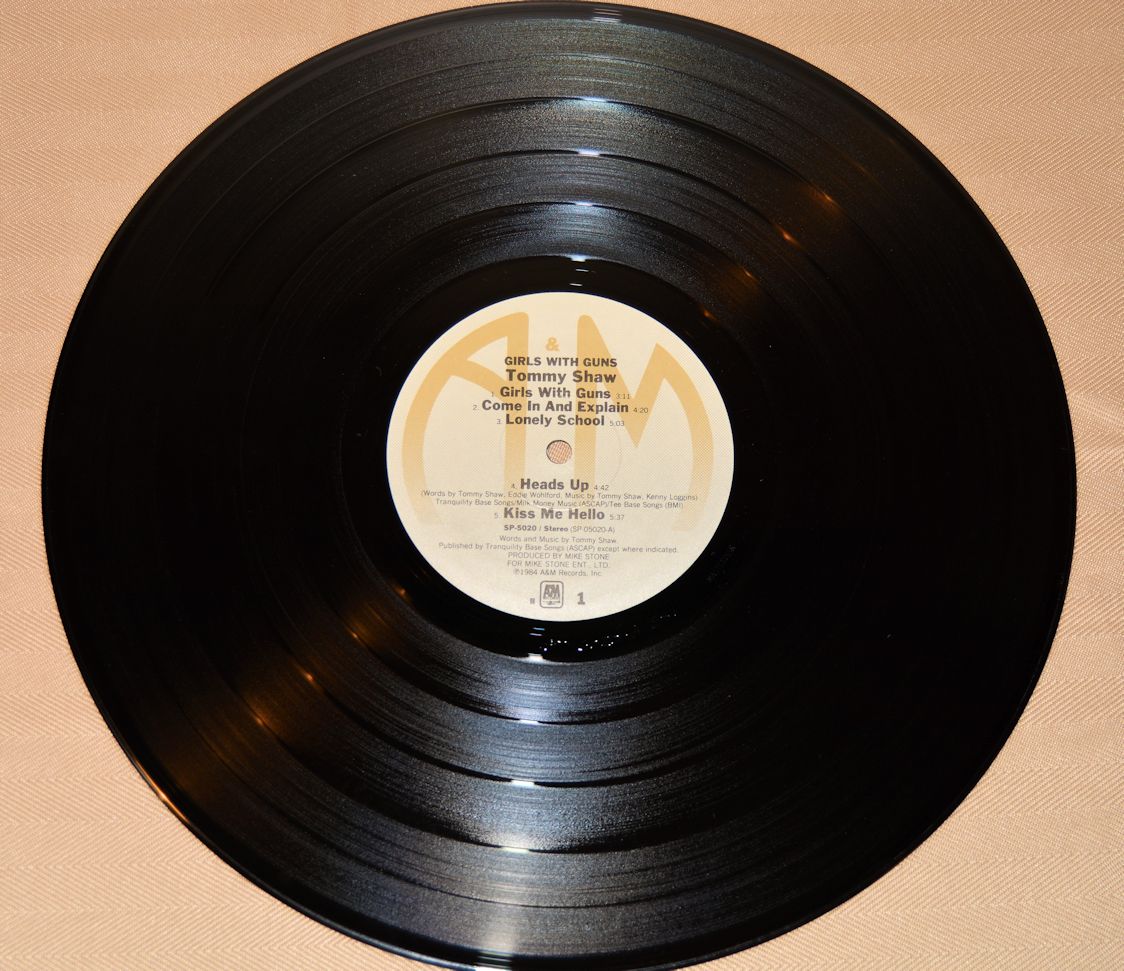 A&M
GIRLS WITH GUNS
Tommy Shaw
1. Girls With Guns 3:11
2. Come In And Explain 4:20
3. Lonely School 5:03
4. Heads Up 4:42
(Words by Tommy Shaw, Eddie Wohlford; Music by Tommy Shaw, Kenny Loggins)
Tranquility Base Songs/Milk Money Music (ASCAP)/Tee Base Songs (BMI)
5. Kiss Me Hello 5:37
SP-5020 / Stereo (SP-05020-A)
Words and Music by Tommy Shaw.
Published by Tranquility Base Songs (ASCAP) except where indicated.
PRODUCED BY MIKE STONE
FOR MIKE STONE ENT., LTD.
℗1984 A&M Records, Inc.
A&M 1